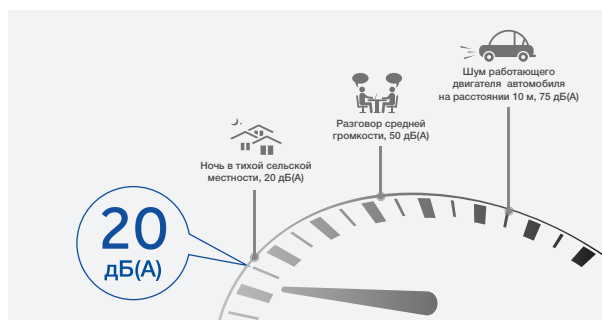 Шум работающего
двигателя автомобиля
на расстоянии 10 м, 75 дБ(А)
Разговор средней
громкости, 50 дБ(А)
Ночь в тихой сельской
местности, 20 дБ(А)
20
дБ(А)